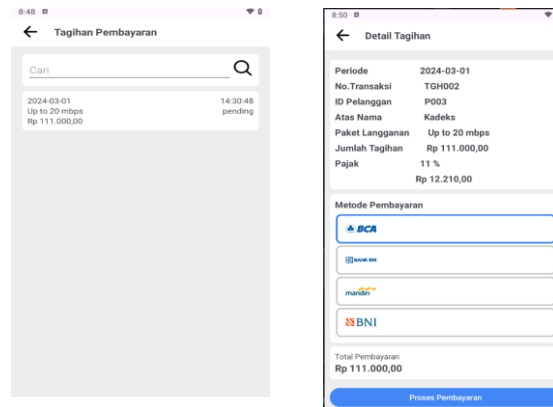 8:48
Tagihan Pembayaran
Cari
2024-03-01 14:30:48
Up to 20 mbps pending
Rp 111.000,00
8:50
Detail Tagihan
Periode 2024-03-01
No.Transaksi TGH002
ID Pelanggan P003
Atas Nama Kadeks
Paket Langganan Up to 20 mbps
Jumlah Tagihan Rp 111.000,00
Pajak 11 %
Rp 12.210,00
Metode Pembayaran
BCA
BANK BRI
mandiri
BNI
Total Pembayaran
Rp 111.000,00
Proses Pembayaran